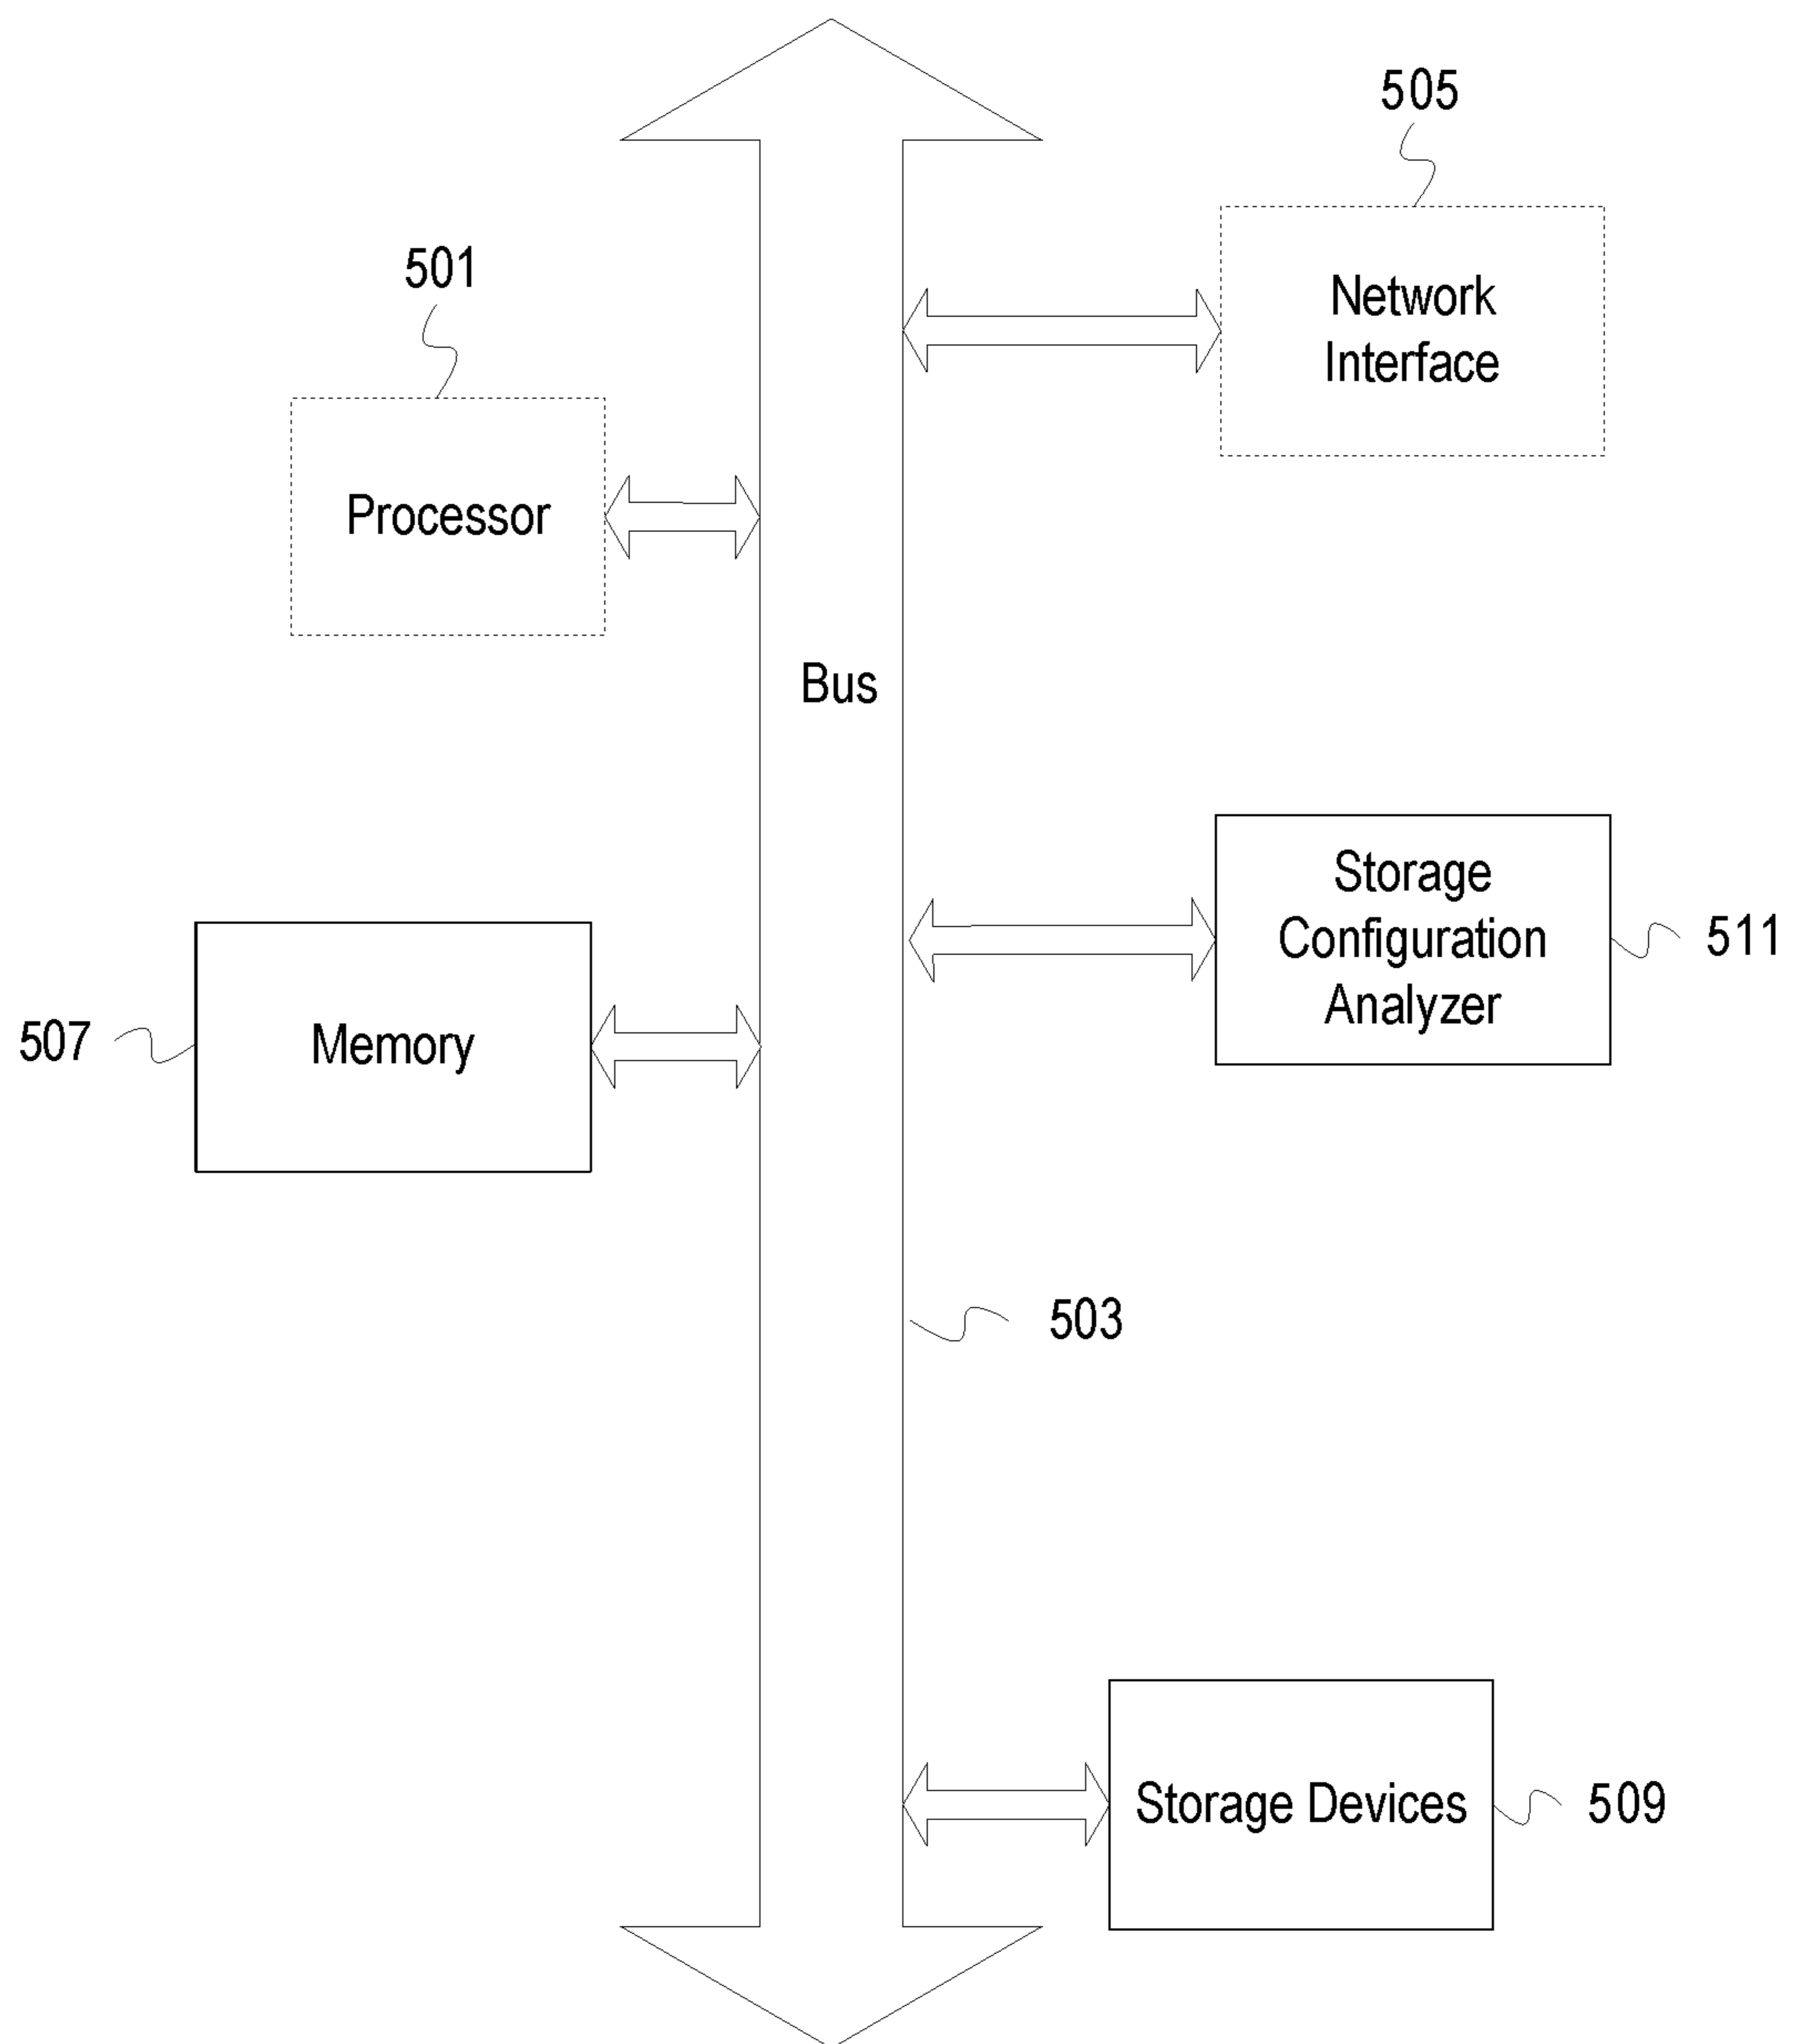 505
Network
Interface
501
Processor
Bus
Storage
Configuration
Analyzer
511
507
Memory
503
Storage Devices
509